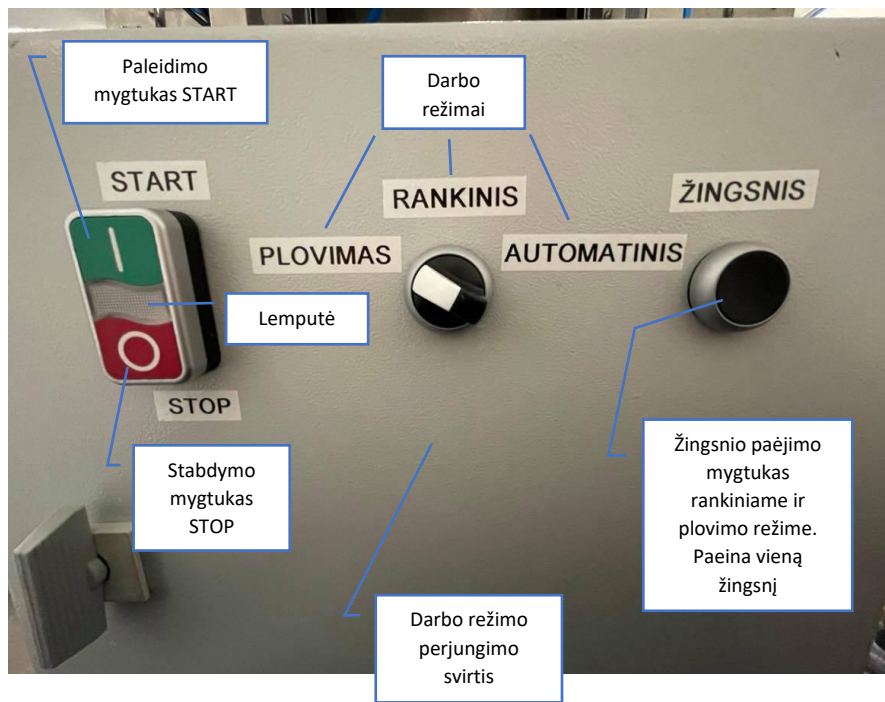 Paleidimo
mygtukas START
Darbo
režimai
START
RANKINIS
ŽINGSNIS
PLOVIMAS
AUTOMATINIS
Lemputė
STOP
Stabdymo
mygtukas
STOP
Žingsnio paėjimo
mygtukas
rankiniame ir
plovimo režime.
Paeina vieną
žingsnį
Darbo režimo
perjungimo
svirtis